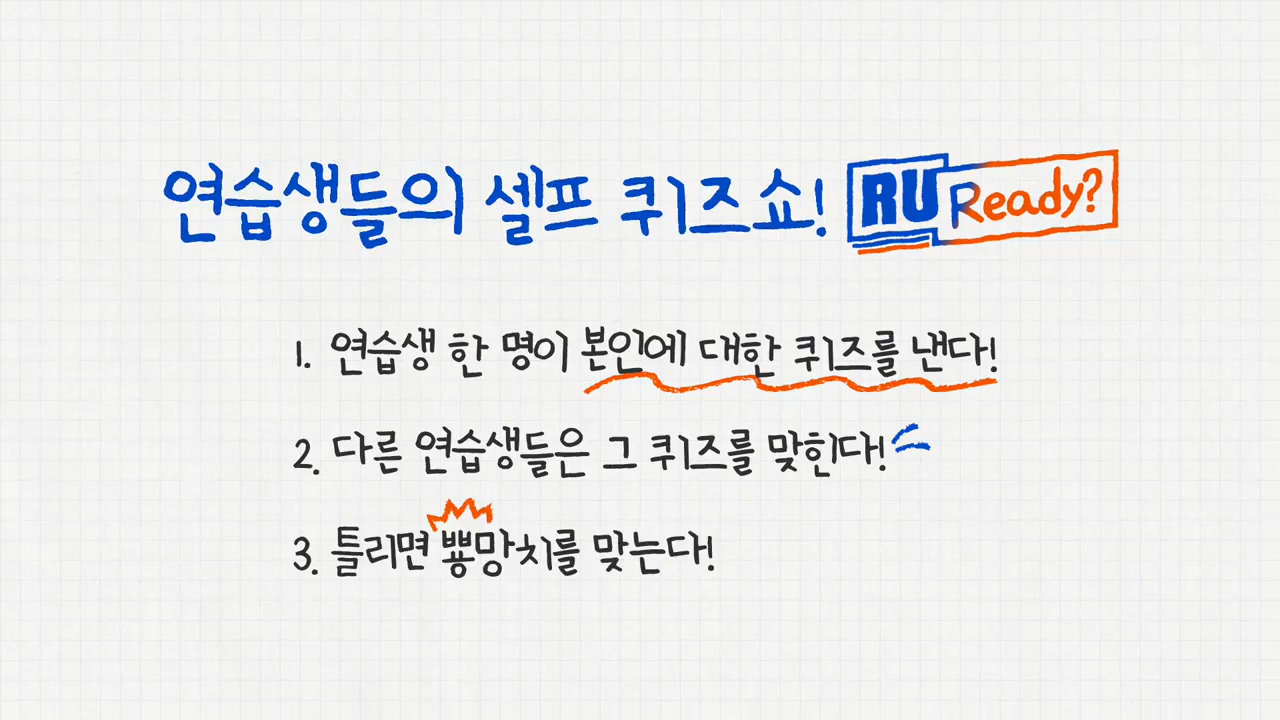 연습생들의 셀프 퀴즈쇼! RU Ready?
1. 연습생 한 명이 본인에 대한 퀴즈를 낸다!
2. 다른 연습생들은 그 퀴즈를 맞힌다!
3. 틀리면 뿅망치를 맞는다!